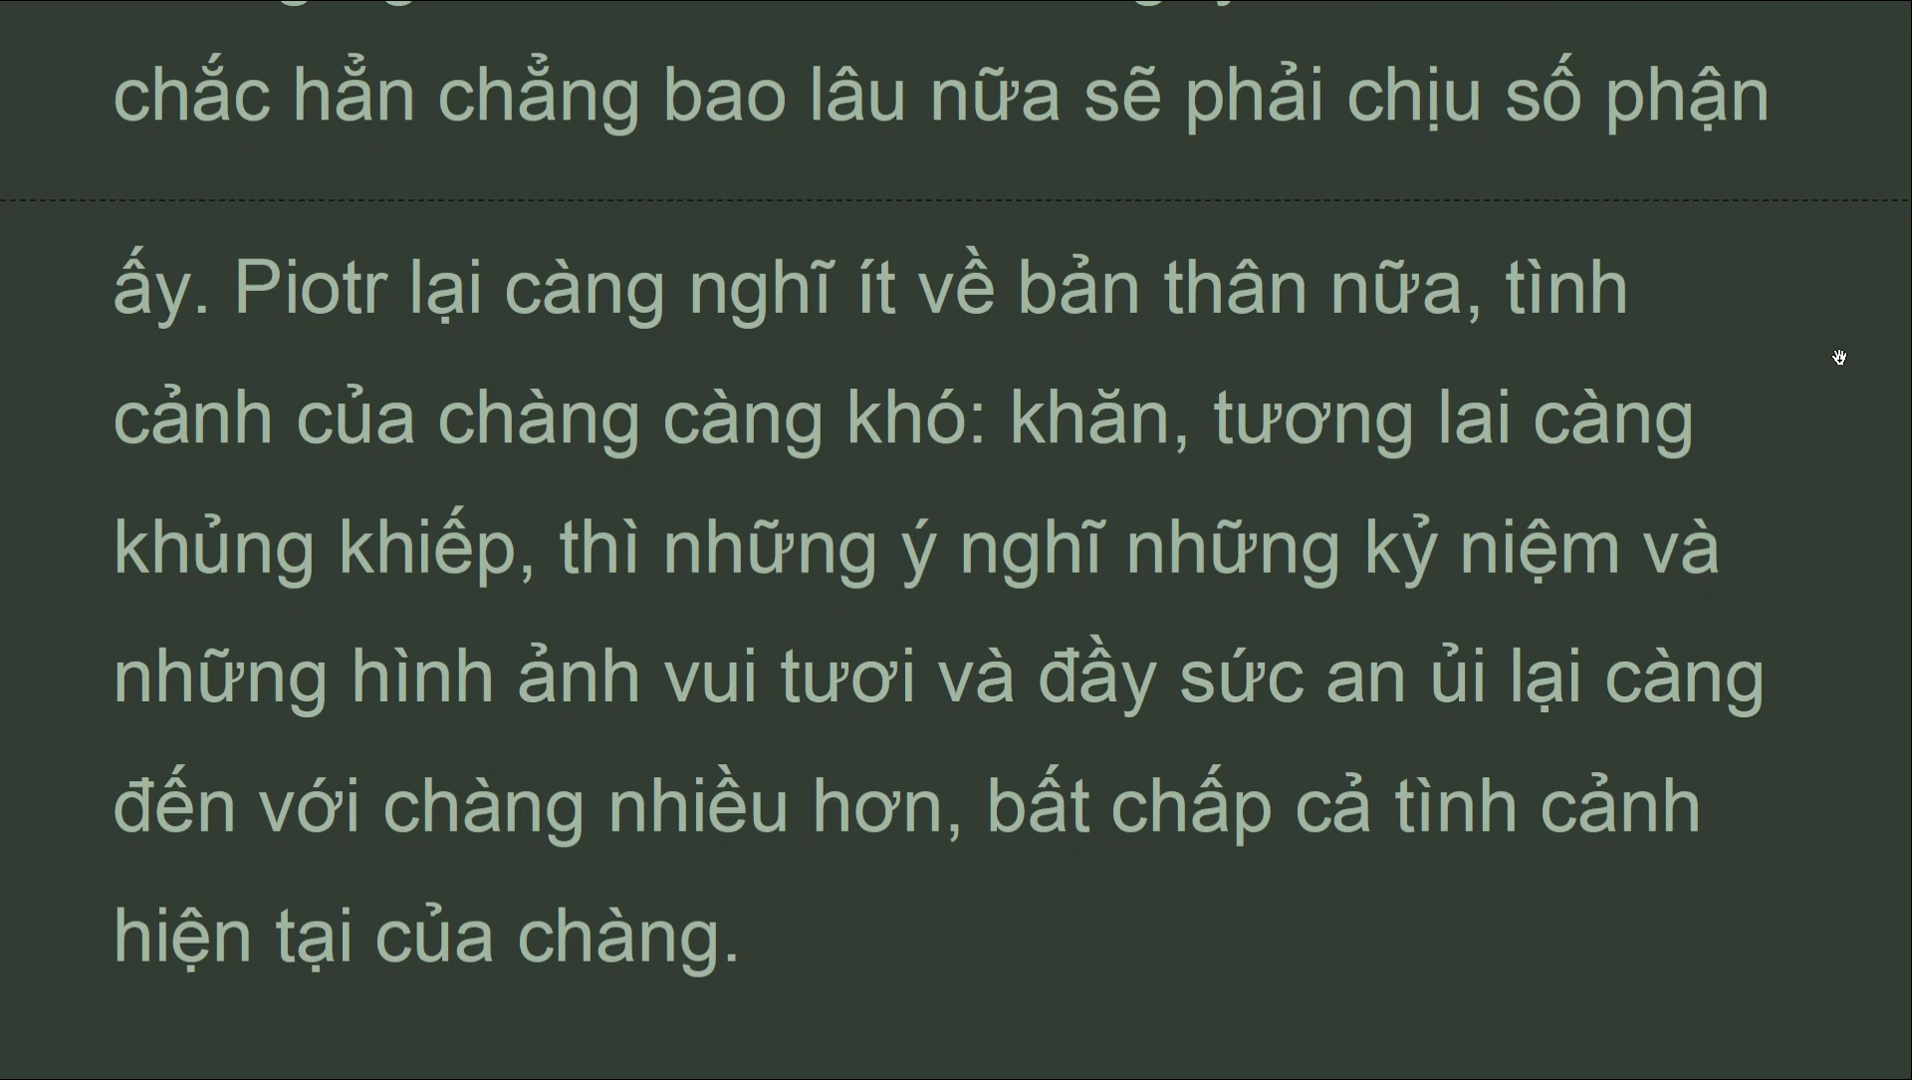 chắc hẳn chẳng bao lâu nữa sẽ phải chịu số phận
ấy. Piotr lại càng nghĩ ít về bản thân nữa, tình
cảnh của chàng càng khó: khăn, tương lai càng
khủng khiếp, thì những ý nghĩ những kỷ niệm và
những hình ảnh vui tươi và đầy sức an ủi lại càng
đến với chàng nhiều hơn, bất chấp cả tình cảnh
hiện tại của chàng.